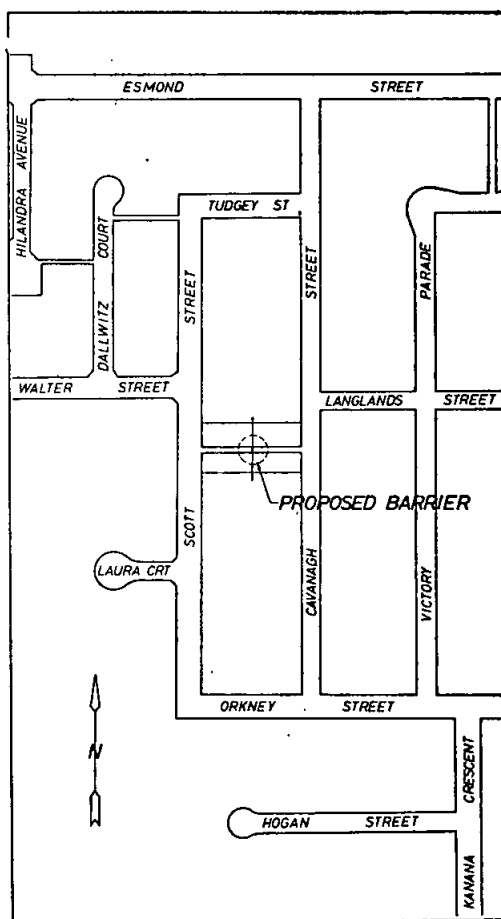 ESMOND STREET
HILANDRA AVENUE
TUDGEY ST
DALLWITZ COURT
STREET
STREET
PARADE
WALTER STREET
LANGLANDS STREET
PROPOSED BARRIER
SCOTT
LAURA CRT
CAVANAGH
VICTORY
ORKNEY STREET
N
CRESCENT
HOGAN STREET
KANANA